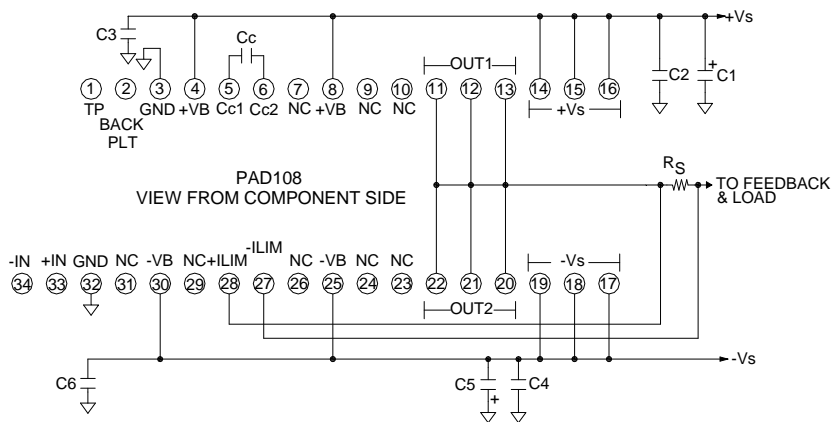 +Vs
C3
Cc
OUT1
C2
+
C1
1 2 3 4 5 6 7 8 9 10 11 12 13 14 15 16
TP BACK PLT GND +VB Cc1 Cc2 NC +VB NC NC
+Vs
PAD108
VIEW FROM COMPONENT SIDE
RS
TO FEEDBACK
& LOAD
-IN +IN GND NC -VB NC +ILIM -ILIM NC -VB NC NC
-Vs
34 33 32 31 30 29 28 27 26 25 24 23 22 21 20 19 18 17
OUT2
-Vs
C6
C5
+
C4